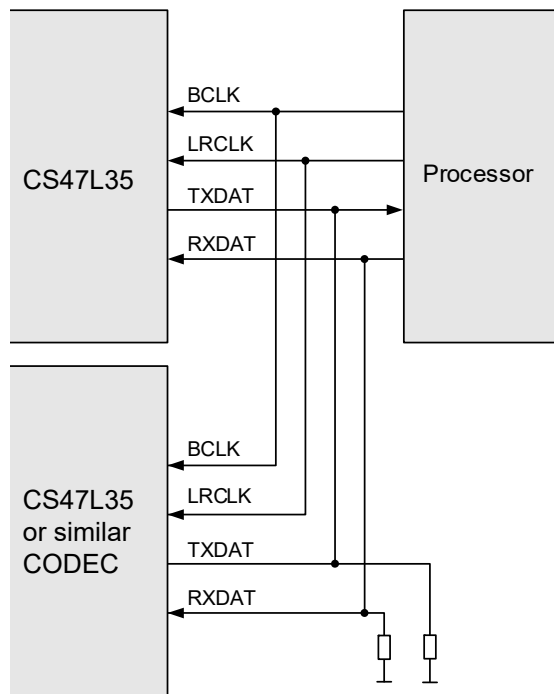 CS47L35
BCLK
LRCLK
TXDAT
RXDAT
Processor
CS47L35
or similar
CODEC
BCLK
LRCLK
TXDAT
RXDAT